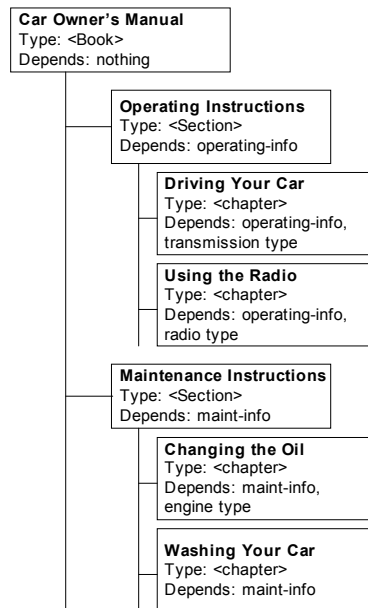 Car Owner's Manual
Type: <Book>
Depends: nothing
Operating Instructions
Type: <Section>
Depends: operating-info
Driving Your Car
Type: <chapter>
Depends: operating-info,
transmission type
Using the Radio
Type: <chapter>
Depends: operating-info,
radio type
Maintenance Instructions
Type: <Section>
Depends: maint-info
Changing the Oil
Type: <chapter>
Depends: maint-info,
engine type
Washing Your Car
Type: <chapter>
Depends: maint-info